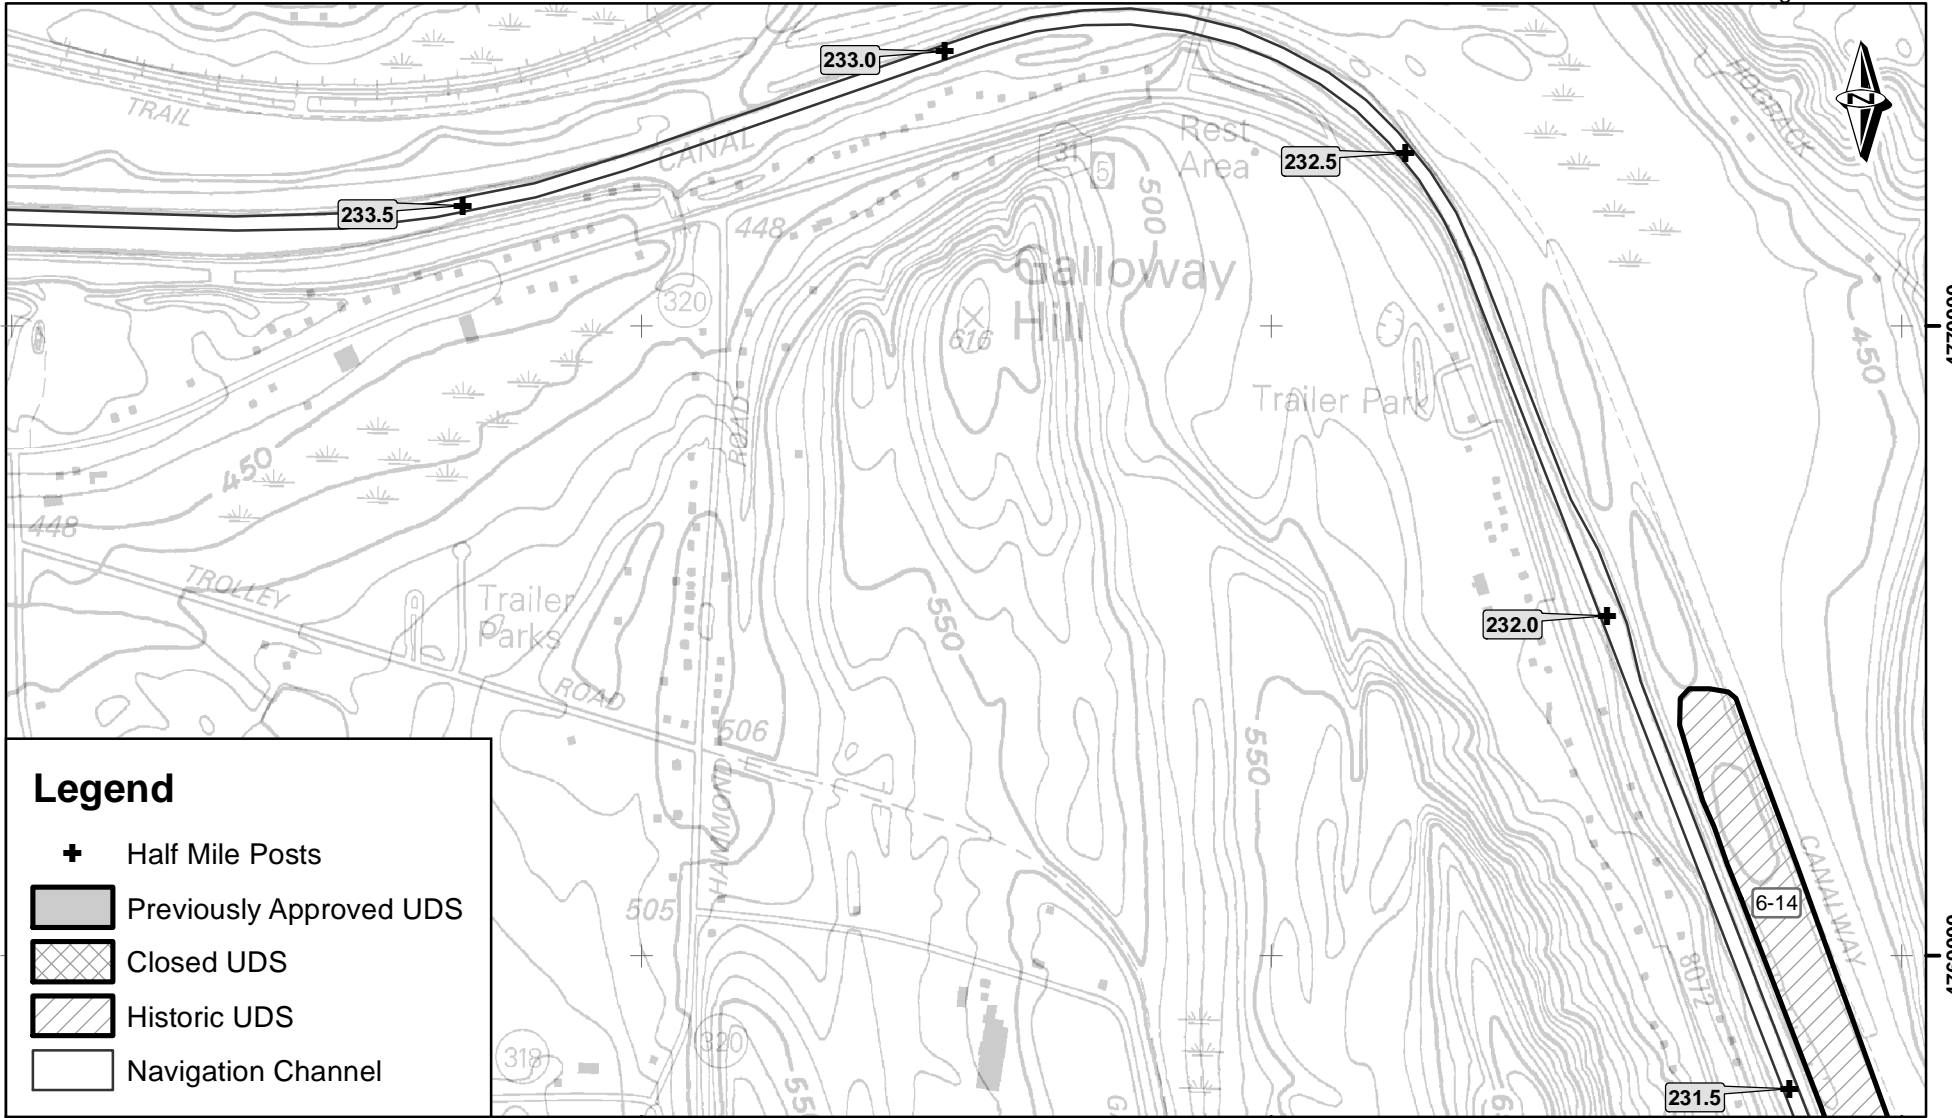 233.0
HOGBACK
N
TRAIL
CANAL
Rest
Area
31
5
232.5
500
233.5
448
Galloway
Hill
320
616
450
Trailer Park
ROAD
450
448
TROLLEY
Trailer
Parks
550
232.0
ROAD
506
550
HAMMOND
Legend
Half Mile Posts
Previously Approved UDS
Closed UDS
Historic UDS
Navigation Channel
505
CANALWAY
6-14
8012
318
320
231.5